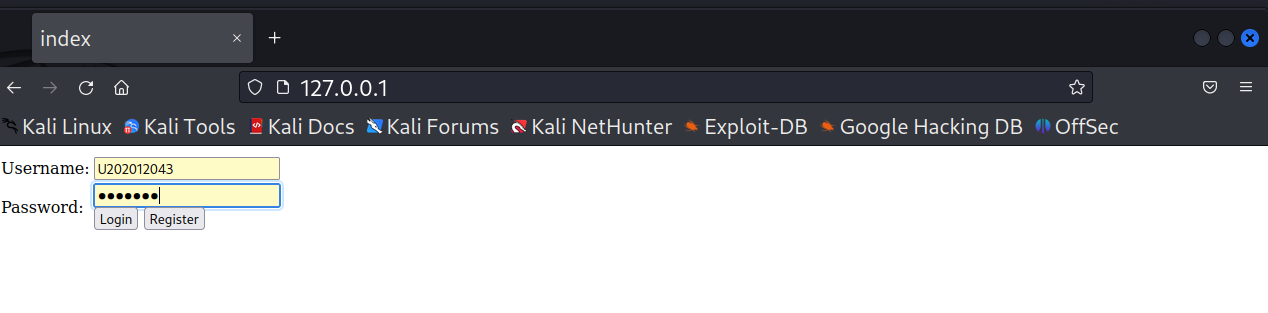 index
127.0.0.1
Kali Linux Kali Tools Kali Docs Kali Forums Kali NetHunter Exploit-DB Google Hacking DB OffSec
Username: U202012043
Password: •••••••
Login Register